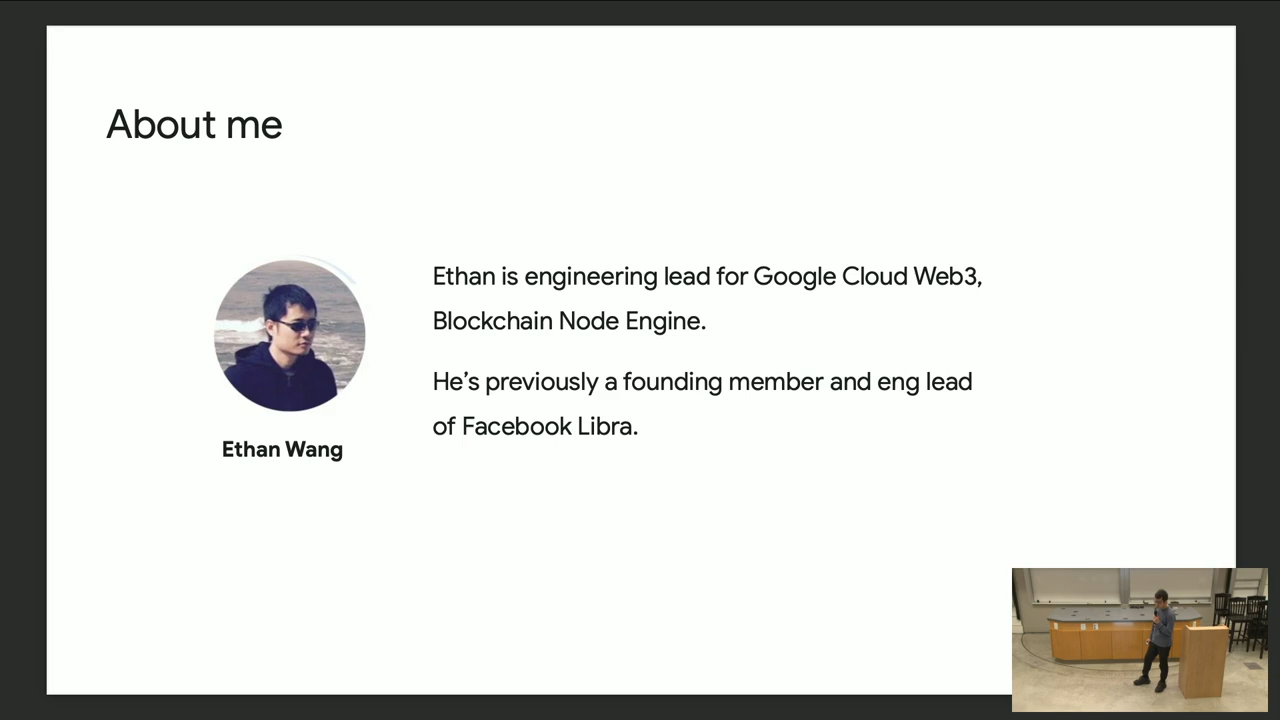 About me
Ethan is engineering lead for Google Cloud Web3,
Blockchain Node Engine.
He’s previously a founding member and eng lead
of Facebook Libra.
Ethan Wang